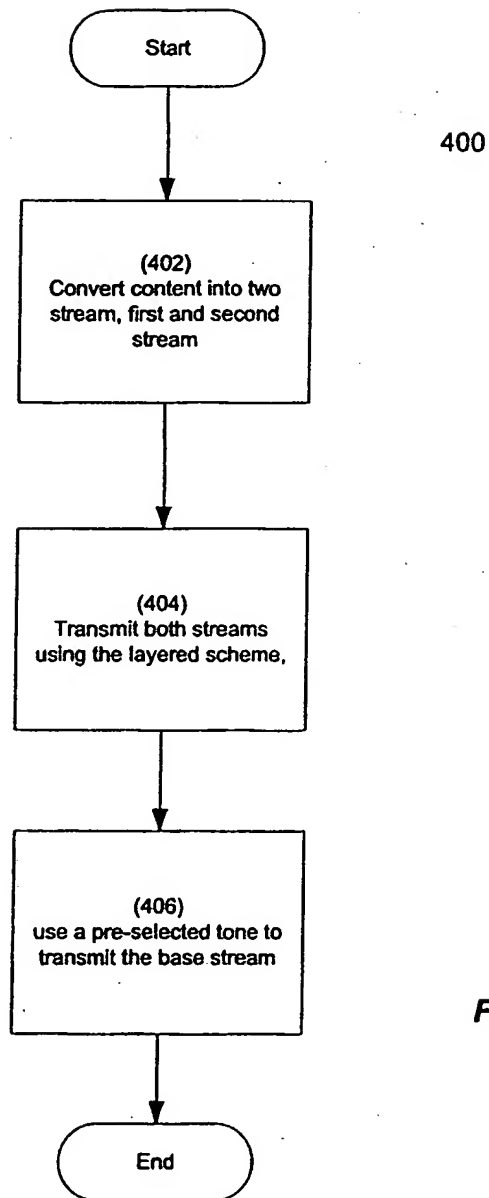 Start
400
(402)
Convert content into two
stream, first and second
stream
(404)
Transmit both streams
using the layered scheme,
(406)
use a pre-selected tone to
transmit the base stream
End